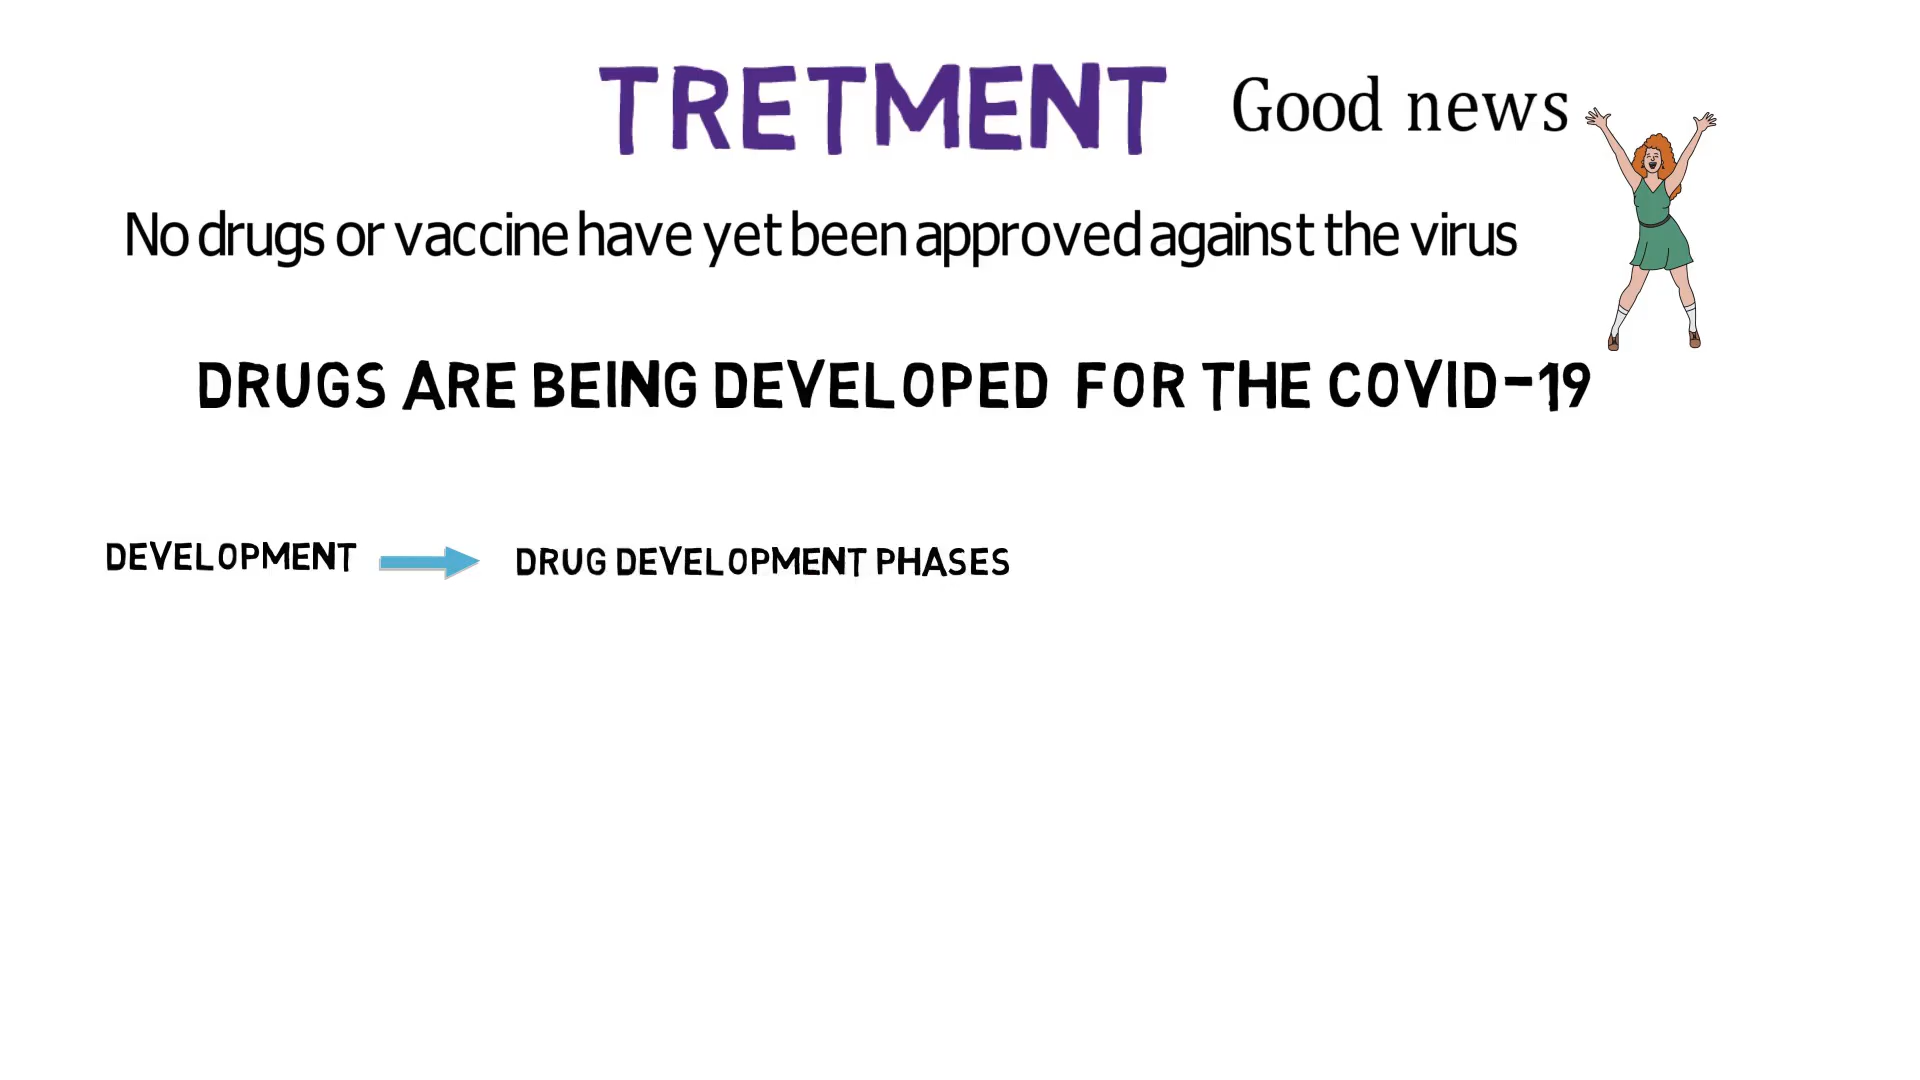 TRETMENT
Good news
No drugs or vaccine have yet been approved against the virus
DRUGS ARE BEING DEVELOPED FOR THE COVID-19
DEVELOPMENT
DRUG DEVELOPMENT PHASES